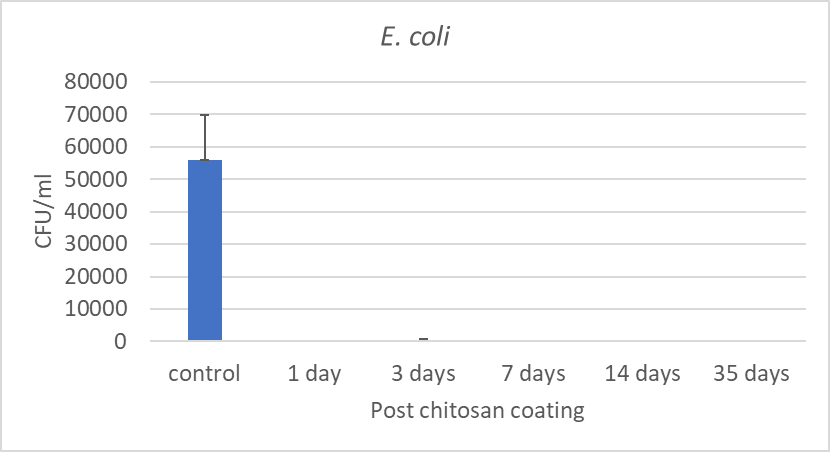 E. coli
80000
70000
60000
50000
40000
30000
20000
10000
0
CFU/ml
control 1 day 3 days 7 days 14 days 35 days
Post chitosan coating